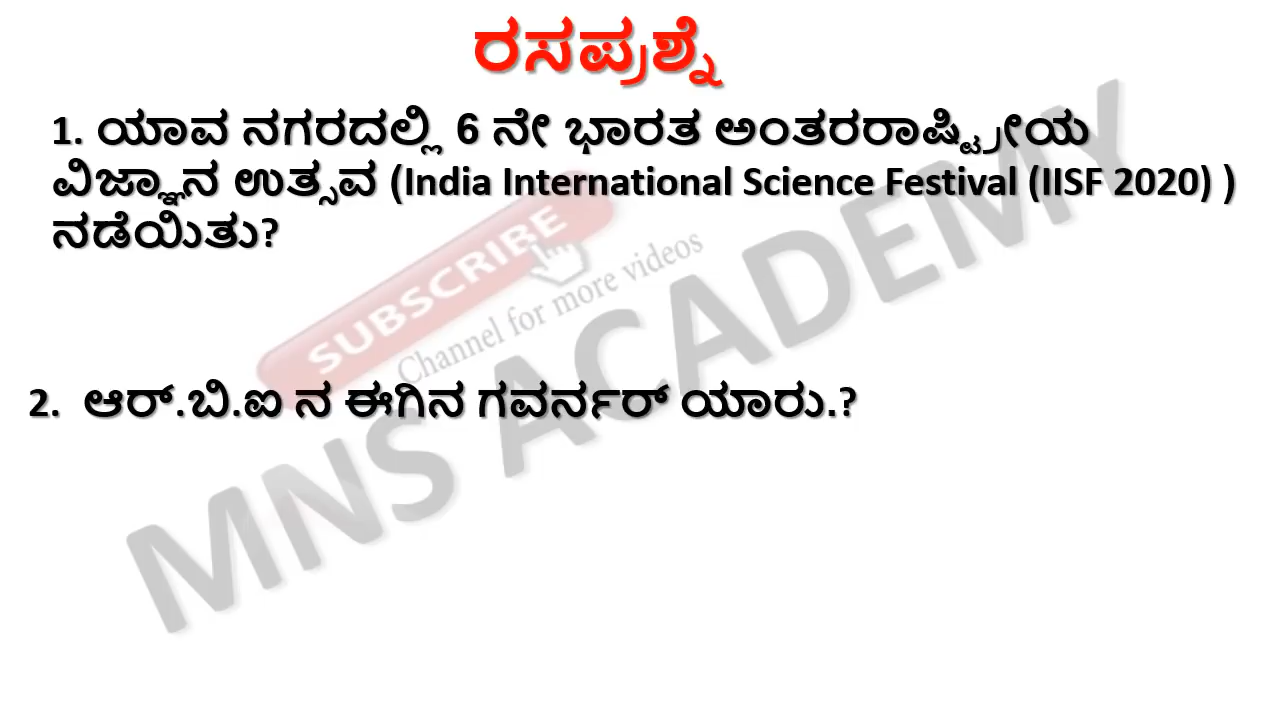 ರಸಪ್ರಶ್ನೆ
1. ಯಾವ ನಗರದಲ್ಲಿ 6 ನೇ ಭಾರತ ಅಂತರರಾಷ್ಟ್ರೀಯ
ವಿಜ್ಞಾನ ಉತ್ಸವ (India International Science Festival (IISF 2020) )
ನಡೆಯಿತು?
SUBSCRIBE
Channel for more videos
2. ಆರ್.ಬಿ.ಐ ನ ಈಗಿನ ಗವರ್ನರ್ ಯಾರು.?
MNS ACADEMY